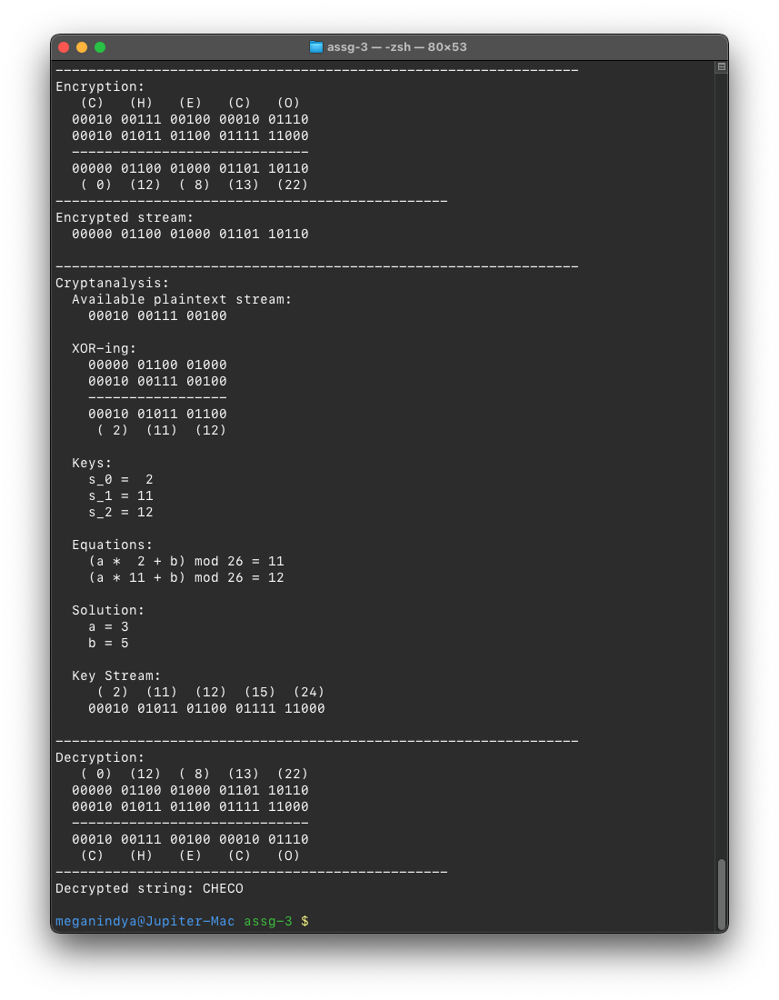 assg-3 — -zsh — 80×53
----------------------------------------------------------------
Encryption:
   (C)   (H)   (E)   (C)   (O)
  00010 00111 00100 00010 01110
  00010 01011 01100 01111 11000
  -----------------------------
  00000 01100 01000 01101 10110
   ( 0)  (12)  ( 8)  (13)  (22)
------------------------------------------------
Encrypted stream:
  00000 01100 01000 01101 10110
----------------------------------------------------------------
Cryptanalysis:
  Available plaintext stream:
    00010 00111 00100
  XOR-ing:
    00000 01100 01000
    00010 00111 00100
    -----------------
    00010 01011 01100
     ( 2)  (11)  (12)
  Keys:
    s_0 =  2
    s_1 = 11
    s_2 = 12
  Equations:
    (a *  2 + b) mod 26 = 11
    (a * 11 + b) mod 26 = 12
  Solution:
    a = 3
    b = 5
  Key Stream:
     ( 2)  (11)  (12)  (15)  (24)
    00010 01011 01100 01111 11000
----------------------------------------------------------------
Decryption:
   ( 0)  (12)  ( 8)  (13)  (22)
  00000 01100 01000 01101 10110
  00010 01011 01100 01111 11000
  -----------------------------
  00010 00111 00100 00010 01110
   (C)   (H)   (E)   (C)   (O)
------------------------------------------------
Decrypted string: CHECO
meganindya@Jupiter-Mac assg-3 $